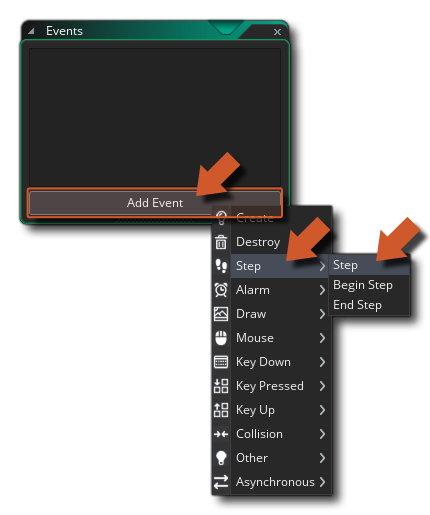 Events
Add Event
Create
Destroy
Step
Step
Begin Step
End Step
Alarm
Draw
Mouse
Key Down
Key Pressed
Key Up
Collision
Other
Asynchronous